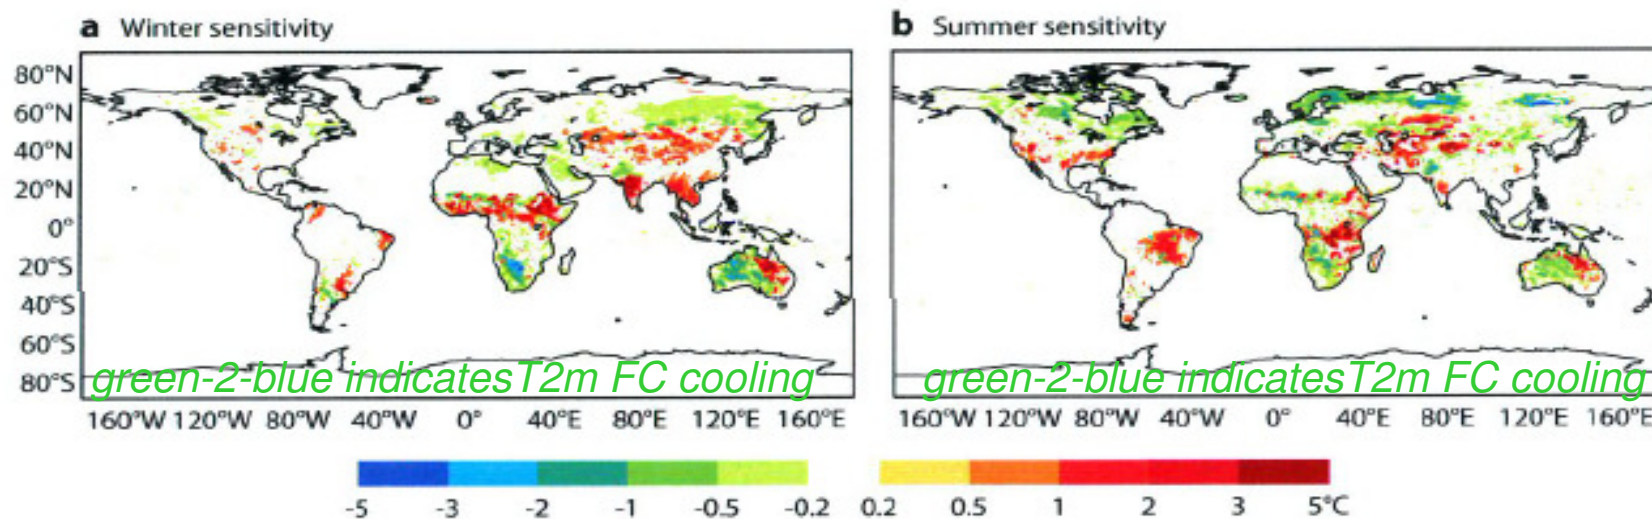 a Winter sensitivity
b Summer sensitivity
80°N
60°N
40°N
20°N
0°
20°S
40°S
60°S
80°S
green-2-blue indicatesT2m FC cooling
green-2-blue indicatesT2m FC cooling
160°W 120°W 80°W 40°W 0° 40°E 80°E 120°E 160°E
160°W 120°W 80°W 40°W 0° 40°E 80°E 120°E 160°E
-5 -3 -2 -1 -0.5 -0.2
0.2 0.5 1 2 3 5°C